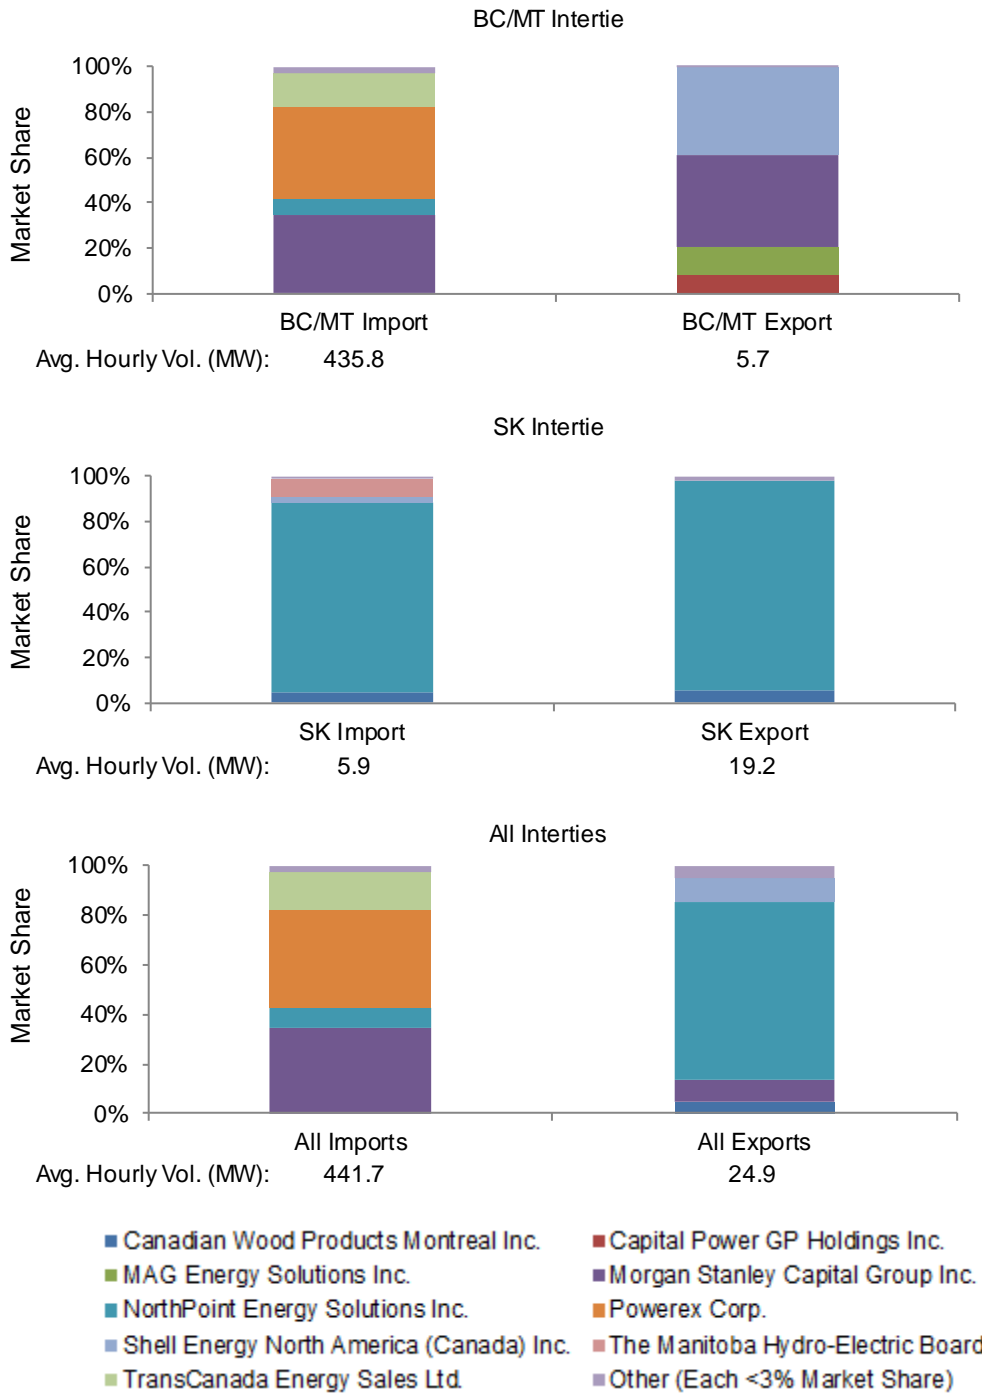 BC/MT Intertie
Market Share
100%
80%
60%
40%
20%
0%
BC/MT Import BC/MT Export
Avg. Hourly Vol. (MW): 435.8 5.7
SK Intertie
Market Share
100%
80%
60%
40%
20%
0%
SK Import SK Export
Avg. Hourly Vol. (MW): 5.9 19.2
All Interties
Market Share
100%
80%
60%
40%
20%
0%
All Imports All Exports
Avg. Hourly Vol. (MW): 441.7 24.9
Canadian Wood Products Montreal Inc. Capital Power GP Holdings Inc.
MAG Energy Solutions Inc. Morgan Stanley Capital Group Inc.
NorthPoint Energy Solutions Inc. Powerex Corp.
Shell Energy North America (Canada) Inc. The Manitoba Hydro-Electric Board
TransCanada Energy Sales Ltd. Other (Each <3% Market Share)